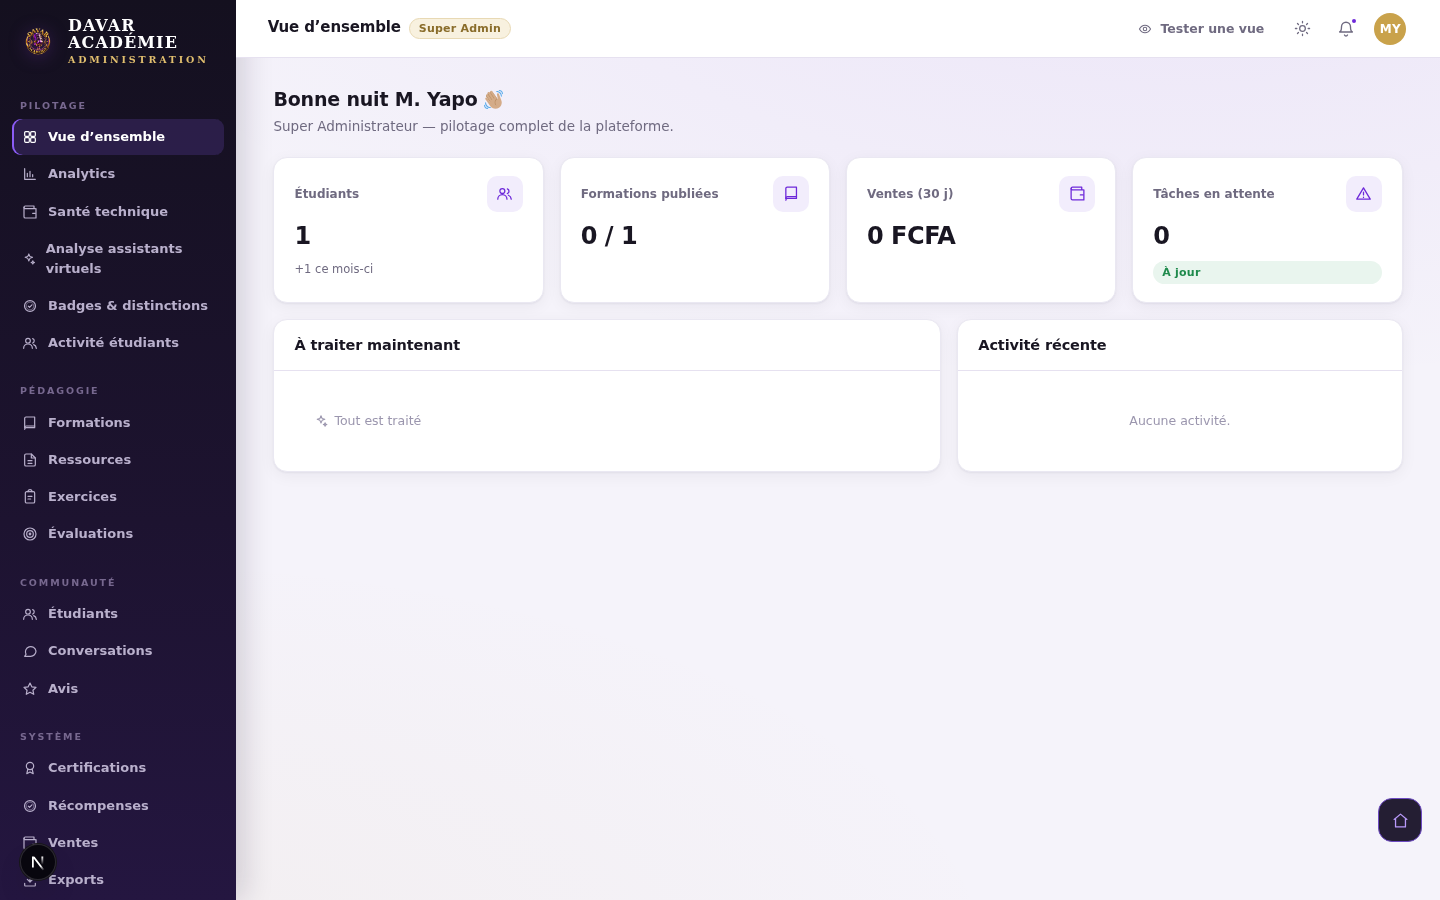 DAVAR
ACADÉMIE
ADMINISTRATION
PILOTAGE
Vue d’ensemble
Analytics
Santé technique
Analyse assistants
virtuels
Badges & distinctions
Activité étudiants
PÉDAGOGIE
Formations
Ressources
Exercices
Évaluations
COMMUNAUTÉ
Étudiants
Conversations
Avis
SYSTÈME
Certifications
Récompenses
Ventes
Exports
N
Vue d’ensemble
Super Admin
Tester une vue
MY
Bonne nuit M. Yapo 👋🏽
Super Administrateur — pilotage complet de la plateforme.
Étudiants
1
+1 ce mois-ci
Formations publiées
0 / 1
Ventes (30 j)
0 FCFA
Tâches en attente
0
À jour
À traiter maintenant
Tout est traité
Activité récente
Aucune activité.